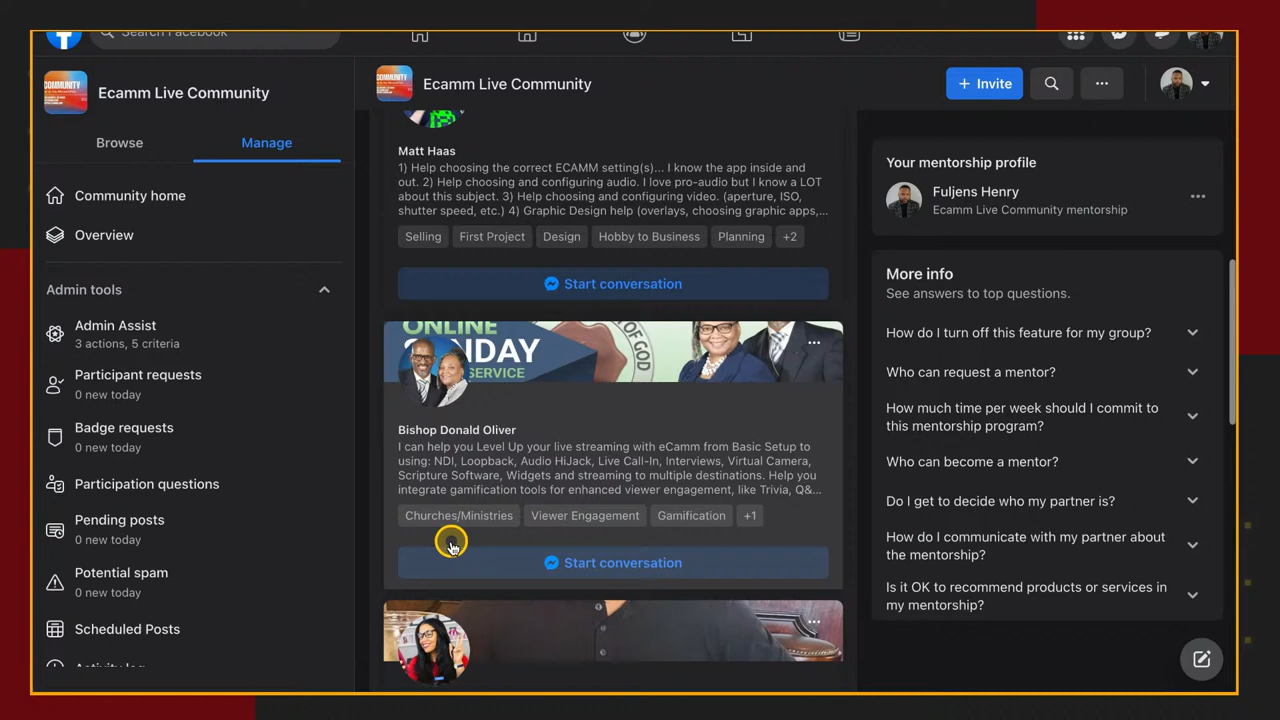 Search Facebook
Ecamm Live Community
Browse
Manage
Community home
Overview
Admin tools
Admin Assist
3 actions, 5 criteria
Participant requests
0 new today
Badge requests
0 new today
Participation questions
Pending posts
0 new today
Potential spam
0 new today
Scheduled Posts
Activity log
COMMUNITY
Ecamm Live Community
+ Invite
Matt Haas
1) Help choosing the correct ECAMM setting(s)... I know the app inside and
out. 2) Help choosing and configuring audio. I love pro-audio but I know a LOT
about this subject. 3) Help choosing and configuring video. (aperture, ISO,
shutter speed, etc.) 4) Graphic Design help (overlays, choosing graphic apps,...
Selling First Project Design Hobby to Business Planning +2
Start conversation
ONLINE
SUNDAY
SERVICE
OF GOD
Bishop Donald Oliver
I can help you Level Up your live streaming with eCamm from Basic Setup to
using: NDI, Loopback, Audio HiJack, Live Call-In, Interviews, Virtual Camera,
Scripture Software, Widgets and streaming to multiple destinations. Help you
integrate gamification tools for enhanced viewer engagement, like Trivia, Q&...
Churches/Ministries Viewer Engagement Gamification +1
Start conversation
Your mentorship profile
Fuljens Henry
Ecamm Live Community mentorship
More info
See answers to top questions.
How do I turn off this feature for my group?
Who can request a mentor?
How much time per week should I commit to
this mentorship program?
Who can become a mentor?
Do I get to decide who my partner is?
How do I communicate with my partner about
the mentorship?
Is it OK to recommend products or services in
my mentorship?